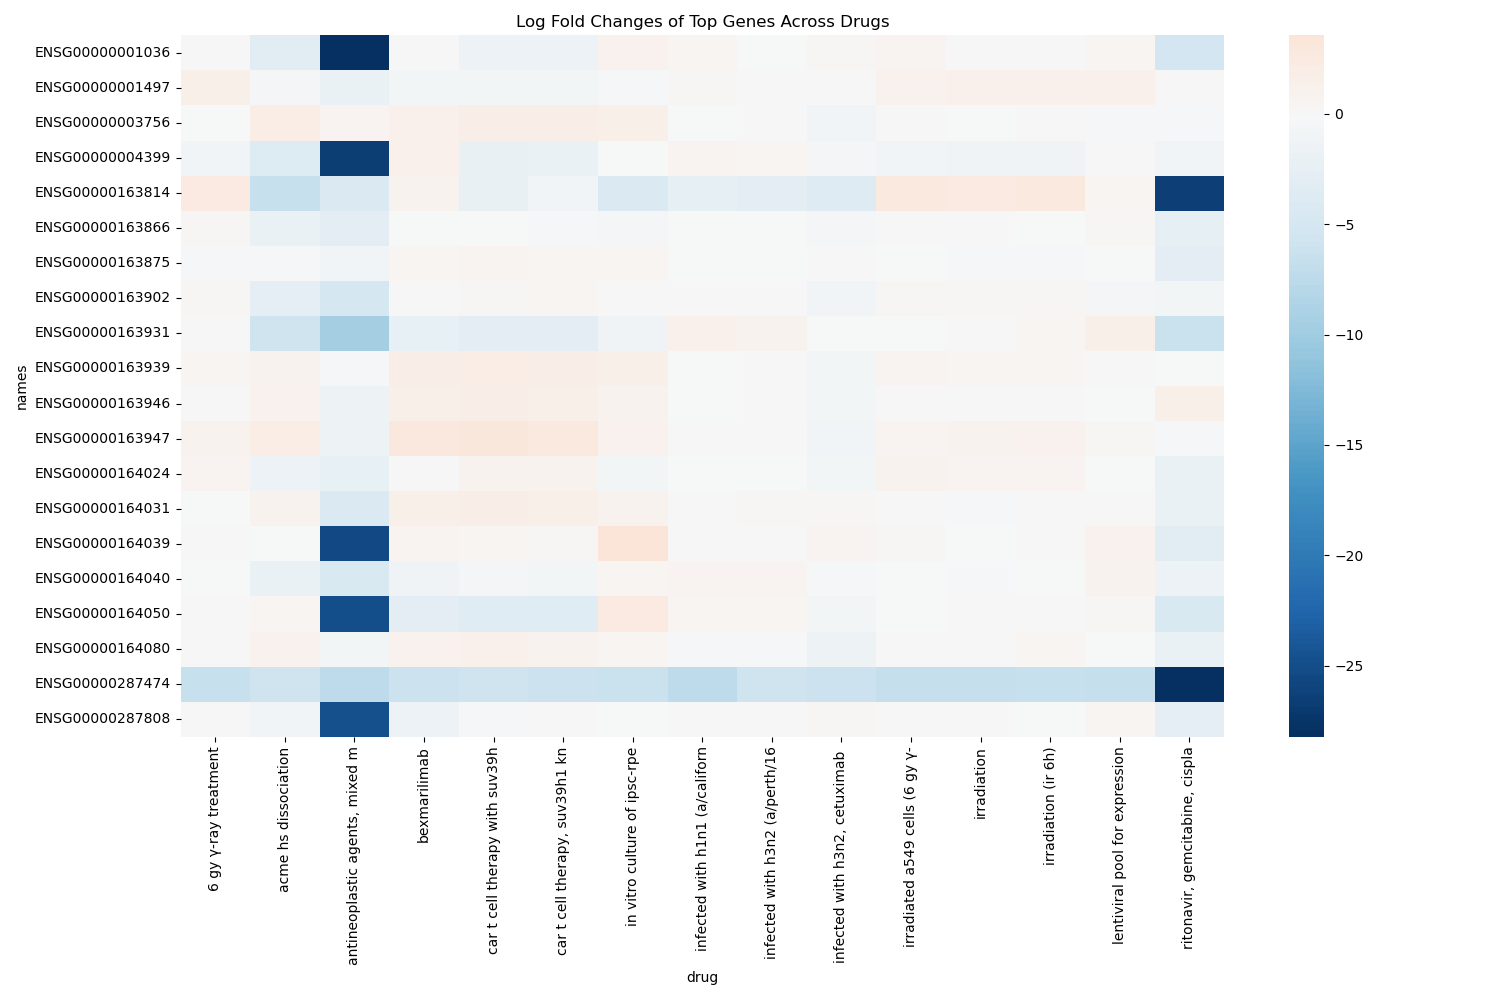 Log Fold Changes of Top Genes Across Drugs
names
ENSG00000001036
ENSG00000001497
ENSG00000003756
ENSG00000004399
ENSG00000163814
ENSG00000163866
ENSG00000163875
ENSG00000163902
ENSG00000163931
ENSG00000163939
ENSG00000163946
ENSG00000163947
ENSG00000164024
ENSG00000164031
ENSG00000164039
ENSG00000164040
ENSG00000164050
ENSG00000164080
ENSG00000287474
ENSG00000287808
6 gy γ-ray treatment
acme hs dissociation
antineoplastic agents, mixed m
bexmarilimab
car t cell therapy with suv39h
car t cell therapy, suv39h1 kn
in vitro culture of ipsc-rpe
infected with h1n1 (a/californ
infected with h3n2 (a/perth/16
infected with h3n2, cetuximab
irradiated a549 cells (6 gy γ-
irradiation
irradiation (ir 6h)
lentiviral pool for expression
ritonavir, gemcitabine, cispla
drug
0
−5
−10
−15
−20
−25